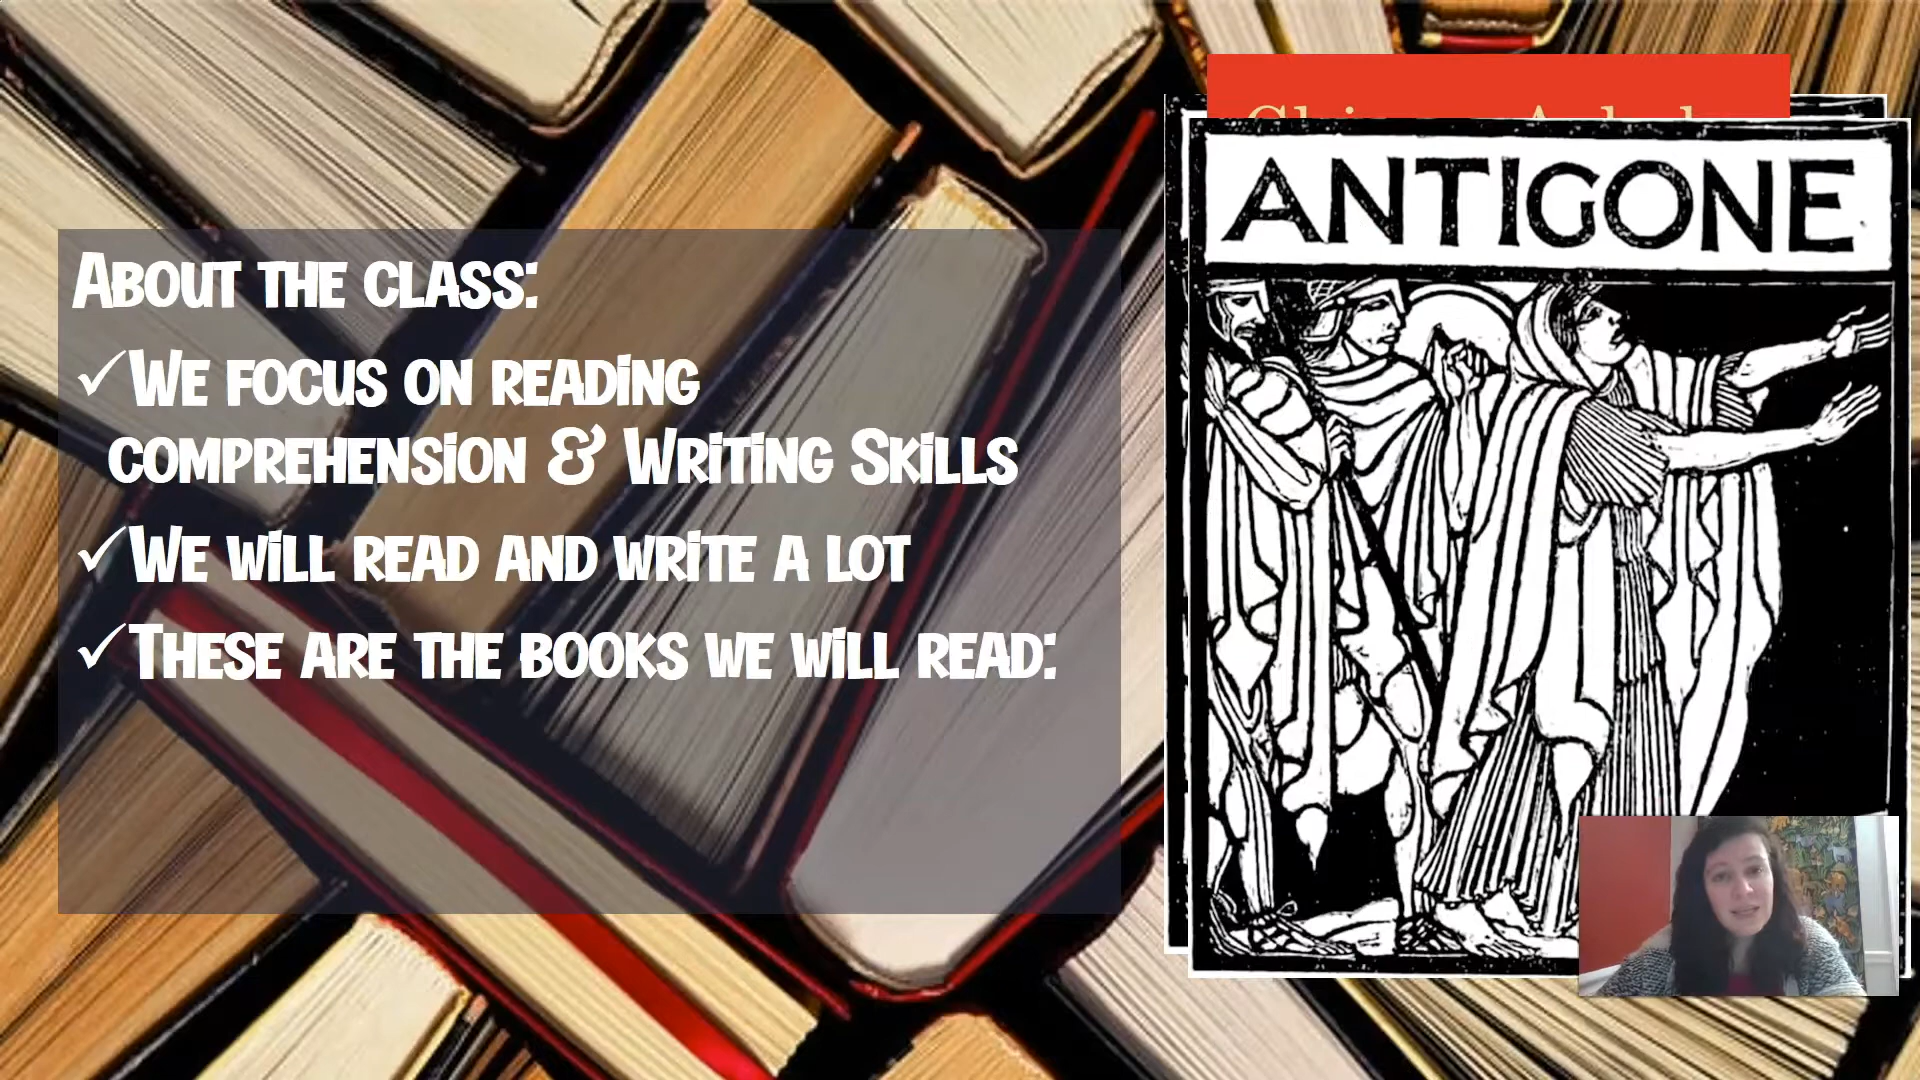 About the class:
✓We focus on reading
comprehension & Writing Skills
✓We will read and write a lot
✓These are the books we will read:
ANTIGONE